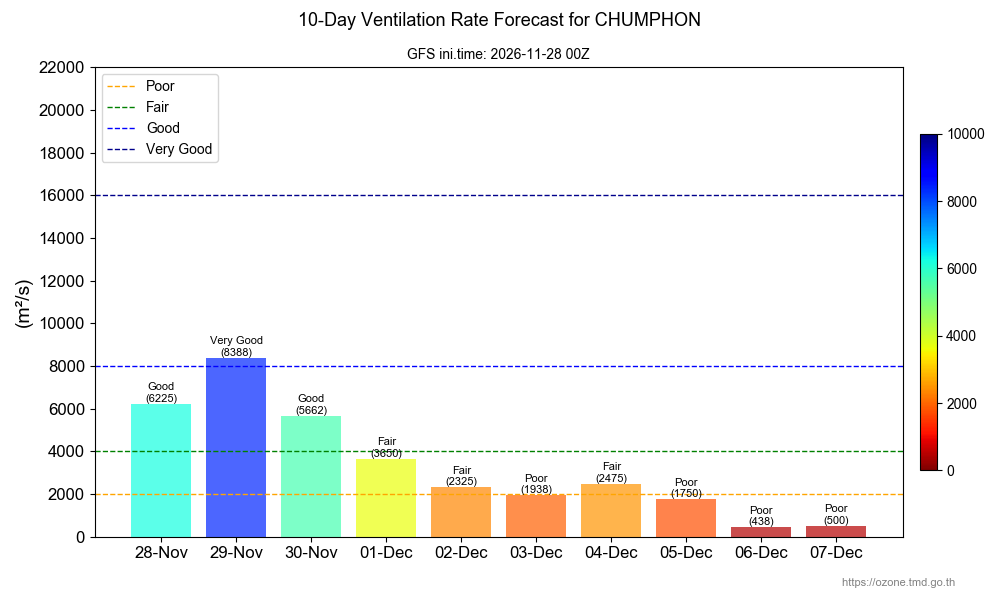 10-Day Ventilation Rate Forecast for CHUMPHON
GFS ini.time: 2026-11-28 00Z
22000
20000
18000
16000
14000
12000
10000
8000
6000
4000
2000
0
(m²/s)
Poor
Fair
Good
Very Good
Good
(6225)
Very Good
(8388)
Good
(5662)
Fair
(3650)
Fair
(2325)
Poor
(1938)
Fair
(2475)
Poor
(1750)
Poor
(438)
Poor
(500)
28-Nov
29-Nov
30-Nov
01-Dec
02-Dec
03-Dec
04-Dec
05-Dec
06-Dec
07-Dec
10000
8000
6000
4000
2000
0
https://ozone.tmd.go.th